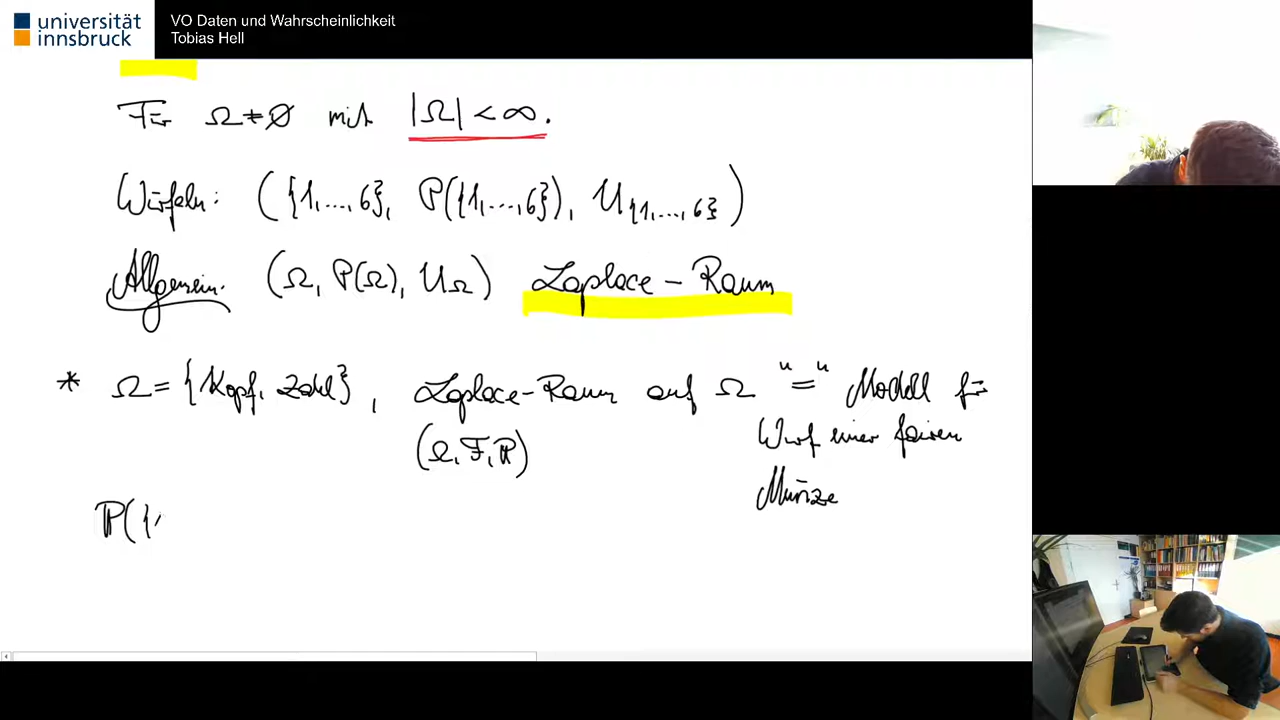 universität
innsbruck
VO Daten und Wahrscheinlichkeit
Tobias Hell
Für Ω ≠ ∅ mit |Ω| < ∞.
Würfeln: ({1,...,6}, P({1,...,6}), U{1,...,6})
Allgemein: (Ω, P(Ω), UΩ) Laplace-Raum
* Ω = {Kopf, Zahl}, Laplace-Raum auf Ω "=" Modell für
(Ω, F, P) Wurf einer fairen
Münze
P({